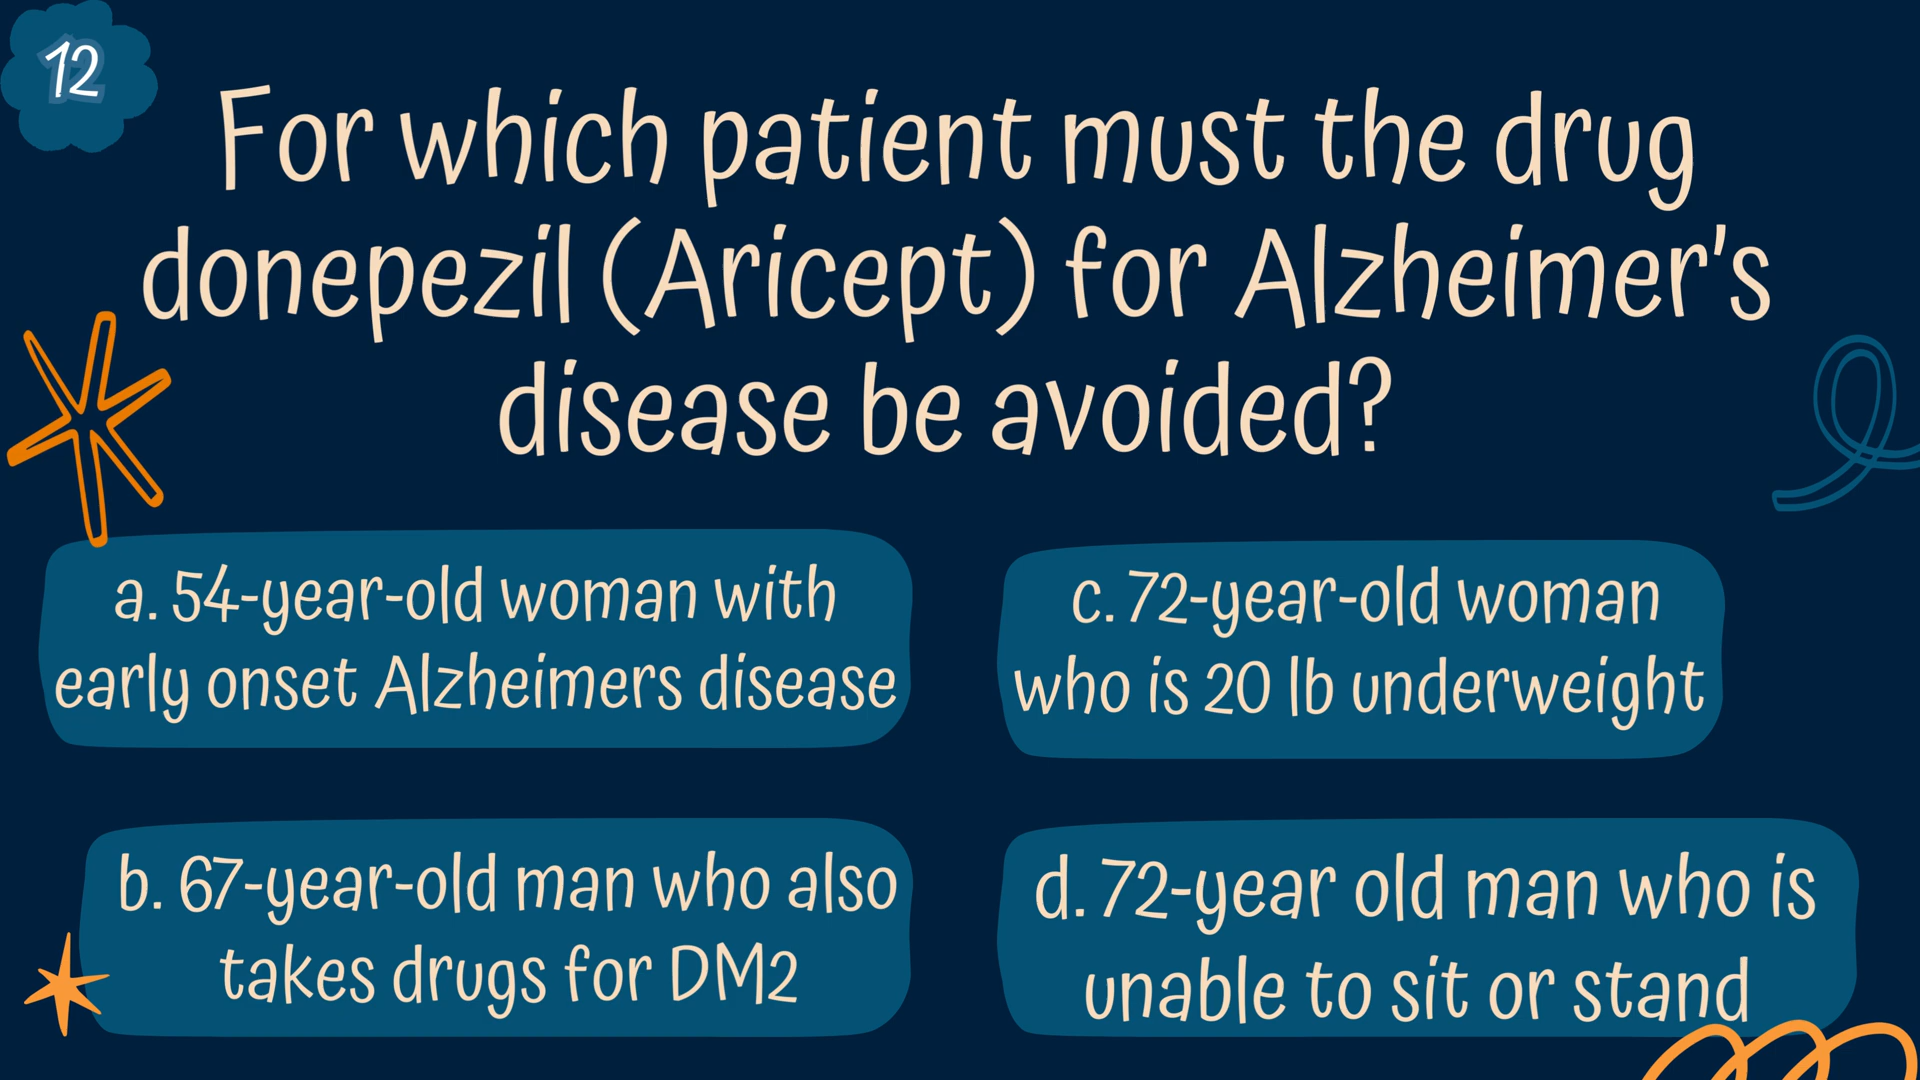 12
For which patient must the drug
donepezil (Aricept) for Alzheimer's
disease be avoided?
a. 54-year-old woman with
early onset Alzheimers disease
b. 67-year-old man who also
takes drugs for DM2
c. 72-year-old woman
who is 20 lb underweight
d. 72-year old man who is
unable to sit or stand